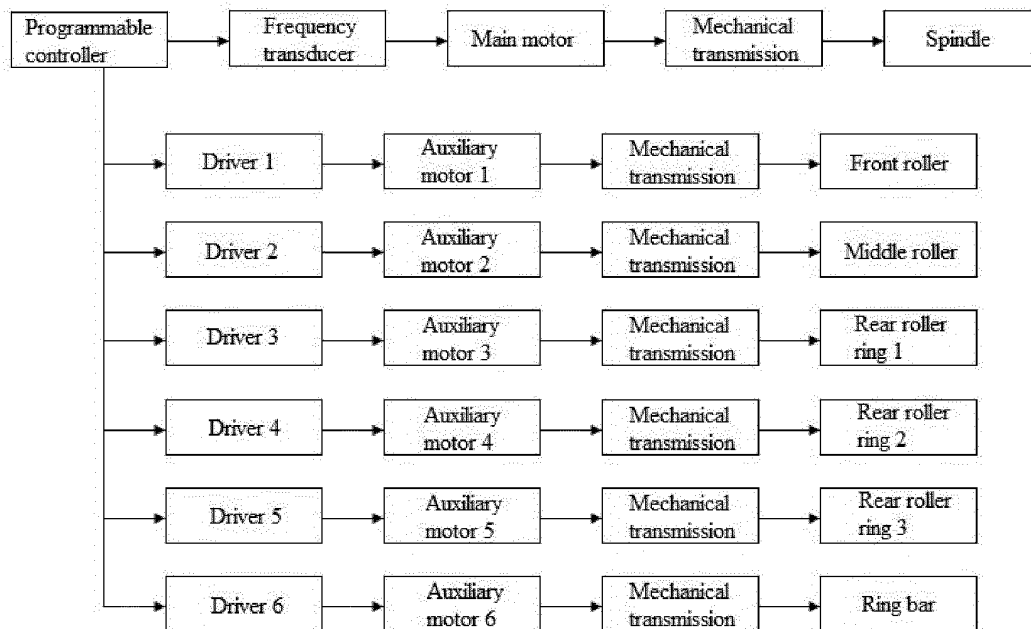 Programmable
controller
Frequency
transducer
Main motor
Mechanical
transmission
Spindle
Driver 1
Auxiliary
motor 1
Mechanical
transmission
Front roller
Driver 2
Auxiliary
motor 2
Mechanical
transmission
Middle roller
Driver 3
Auxiliary
motor 3
Mechanical
transmission
Rear roller
ring 1
Driver 4
Auxiliary
motor 4
Mechanical
transmission
Rear roller
ring 2
Driver 5
Auxiliary
motor 5
Mechanical
transmission
Rear roller
ring 3
Driver 6
Auxiliary
motor 6
Mechanical
transmission
Ring bar